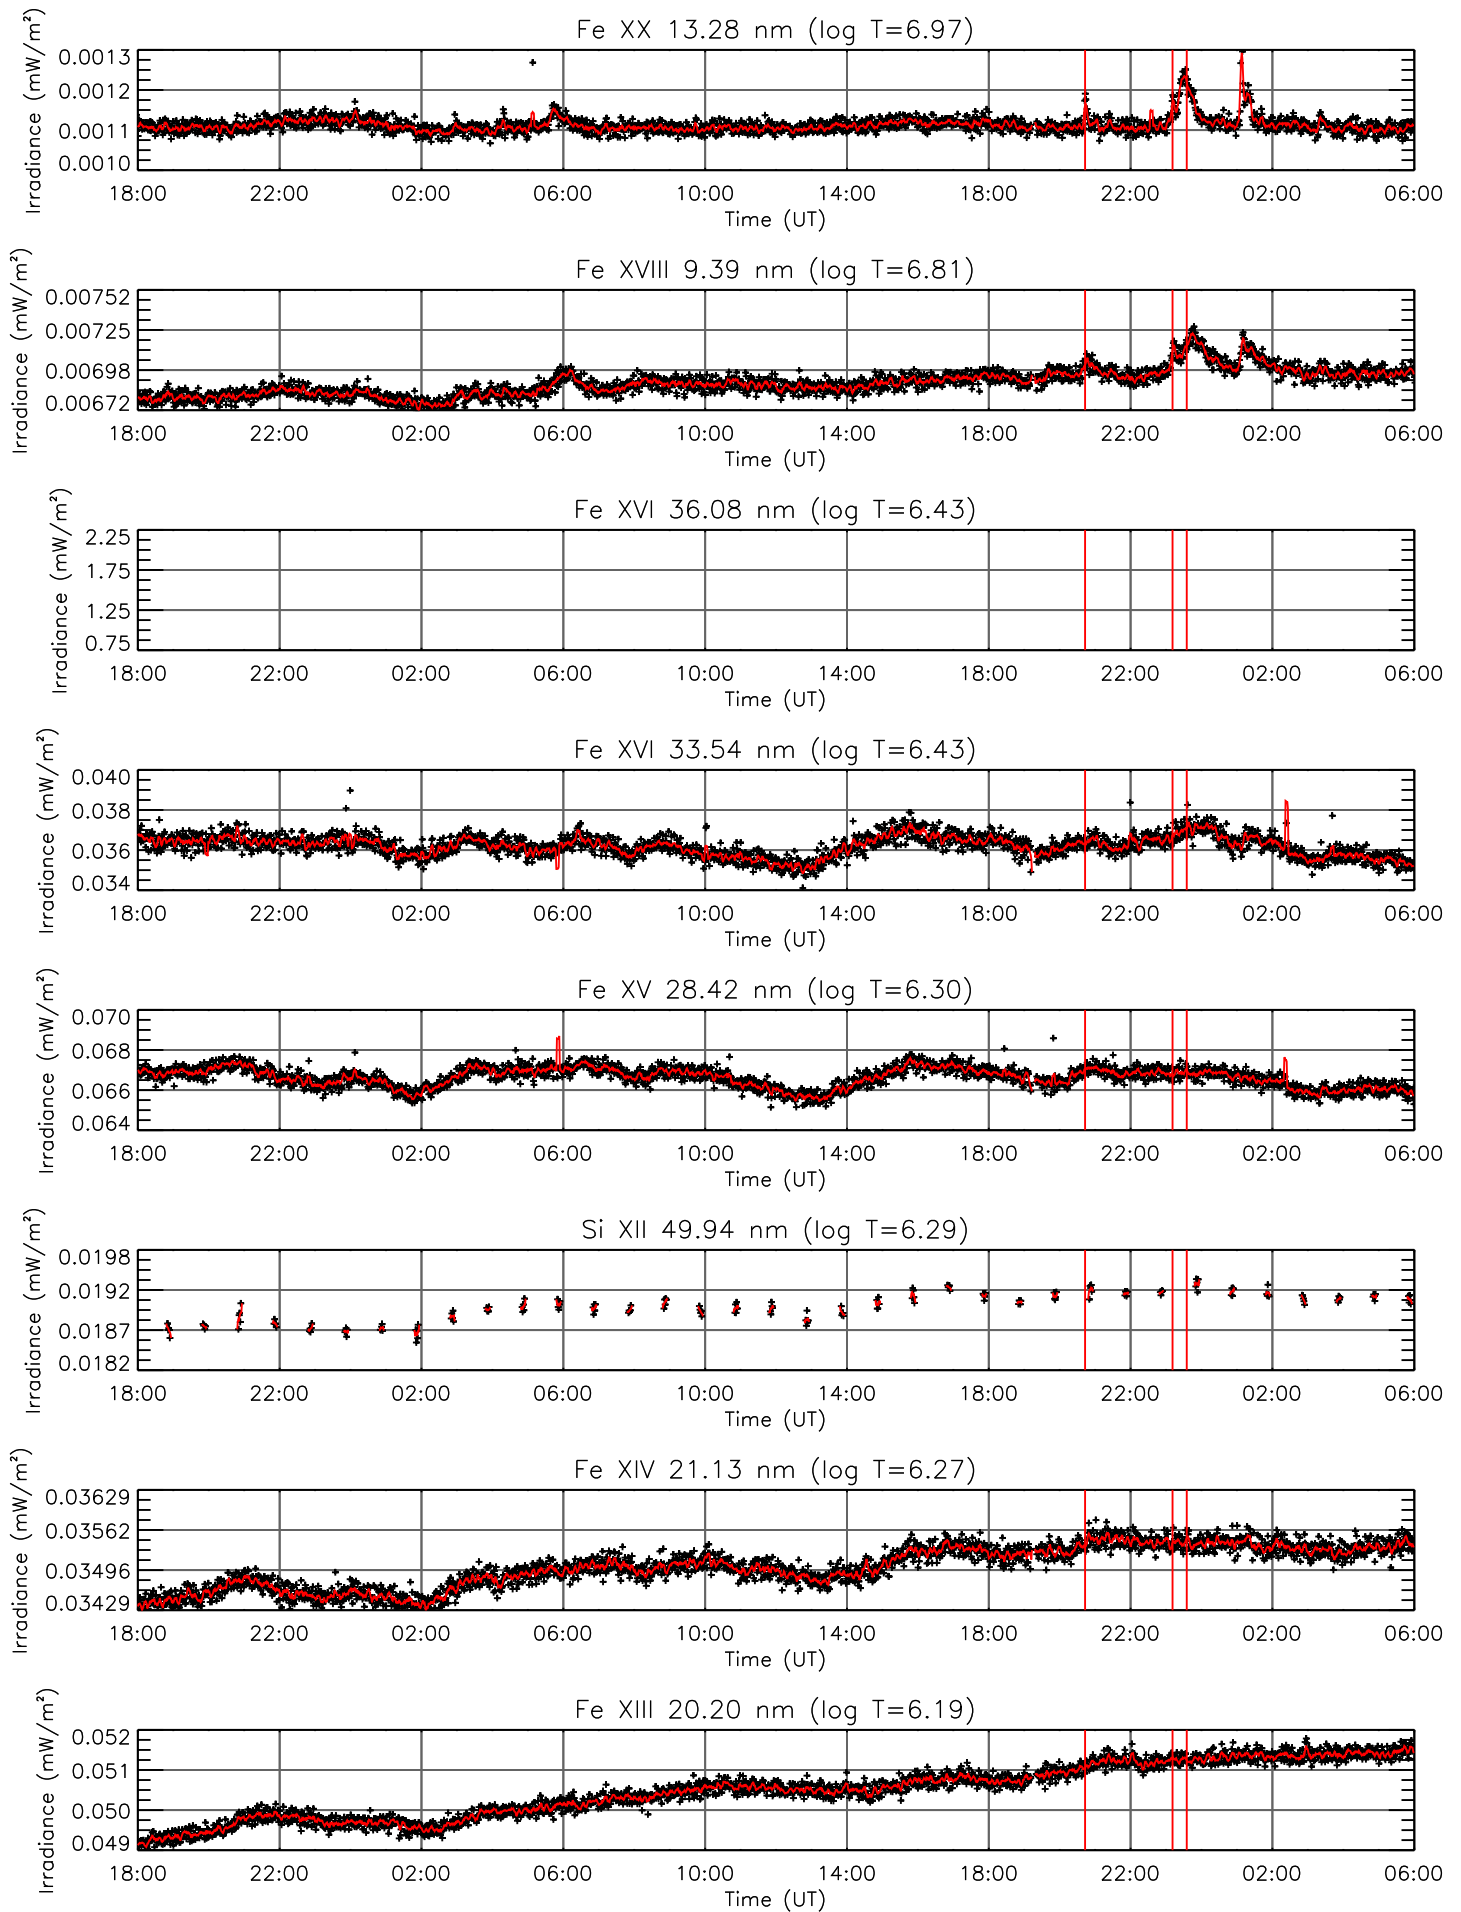 Fe XX 13.28 nm (log T=6.97)
Irradiance (mW/m²)
0.0013
0.0012
0.0011
0.0010
18:00 22:00 02:00 06:00 10:00 14:00 18:00 22:00 02:00 06:00
Time (UT)
Fe XVIII 9.39 nm (log T=6.81)
Irradiance (mW/m²)
0.00752
0.00725
0.00698
0.00672
18:00 22:00 02:00 06:00 10:00 14:00 18:00 22:00 02:00 06:00
Time (UT)
Fe XVI 36.08 nm (log T=6.43)
Irradiance (mW/m²)
2.25
1.75
1.25
0.75
18:00 22:00 02:00 06:00 10:00 14:00 18:00 22:00 02:00 06:00
Time (UT)
Fe XVI 33.54 nm (log T=6.43)
Irradiance (mW/m²)
0.040
0.038
0.036
0.034
18:00 22:00 02:00 06:00 10:00 14:00 18:00 22:00 02:00 06:00
Time (UT)
Fe XV 28.42 nm (log T=6.30)
Irradiance (mW/m²)
0.070
0.068
0.066
0.064
18:00 22:00 02:00 06:00 10:00 14:00 18:00 22:00 02:00 06:00
Time (UT)
Si XII 49.94 nm (log T=6.29)
Irradiance (mW/m²)
0.0198
0.0192
0.0187
0.0182
18:00 22:00 02:00 06:00 10:00 14:00 18:00 22:00 02:00 06:00
Time (UT)
Fe XIV 21.13 nm (log T=6.27)
Irradiance (mW/m²)
0.03629
0.03562
0.03496
0.03429
18:00 22:00 02:00 06:00 10:00 14:00 18:00 22:00 02:00 06:00
Time (UT)
Fe XIII 20.20 nm (log T=6.19)
Irradiance (mW/m²)
0.052
0.051
0.050
0.049
18:00 22:00 02:00 06:00 10:00 14:00 18:00 22:00 02:00 06:00
Time (UT)